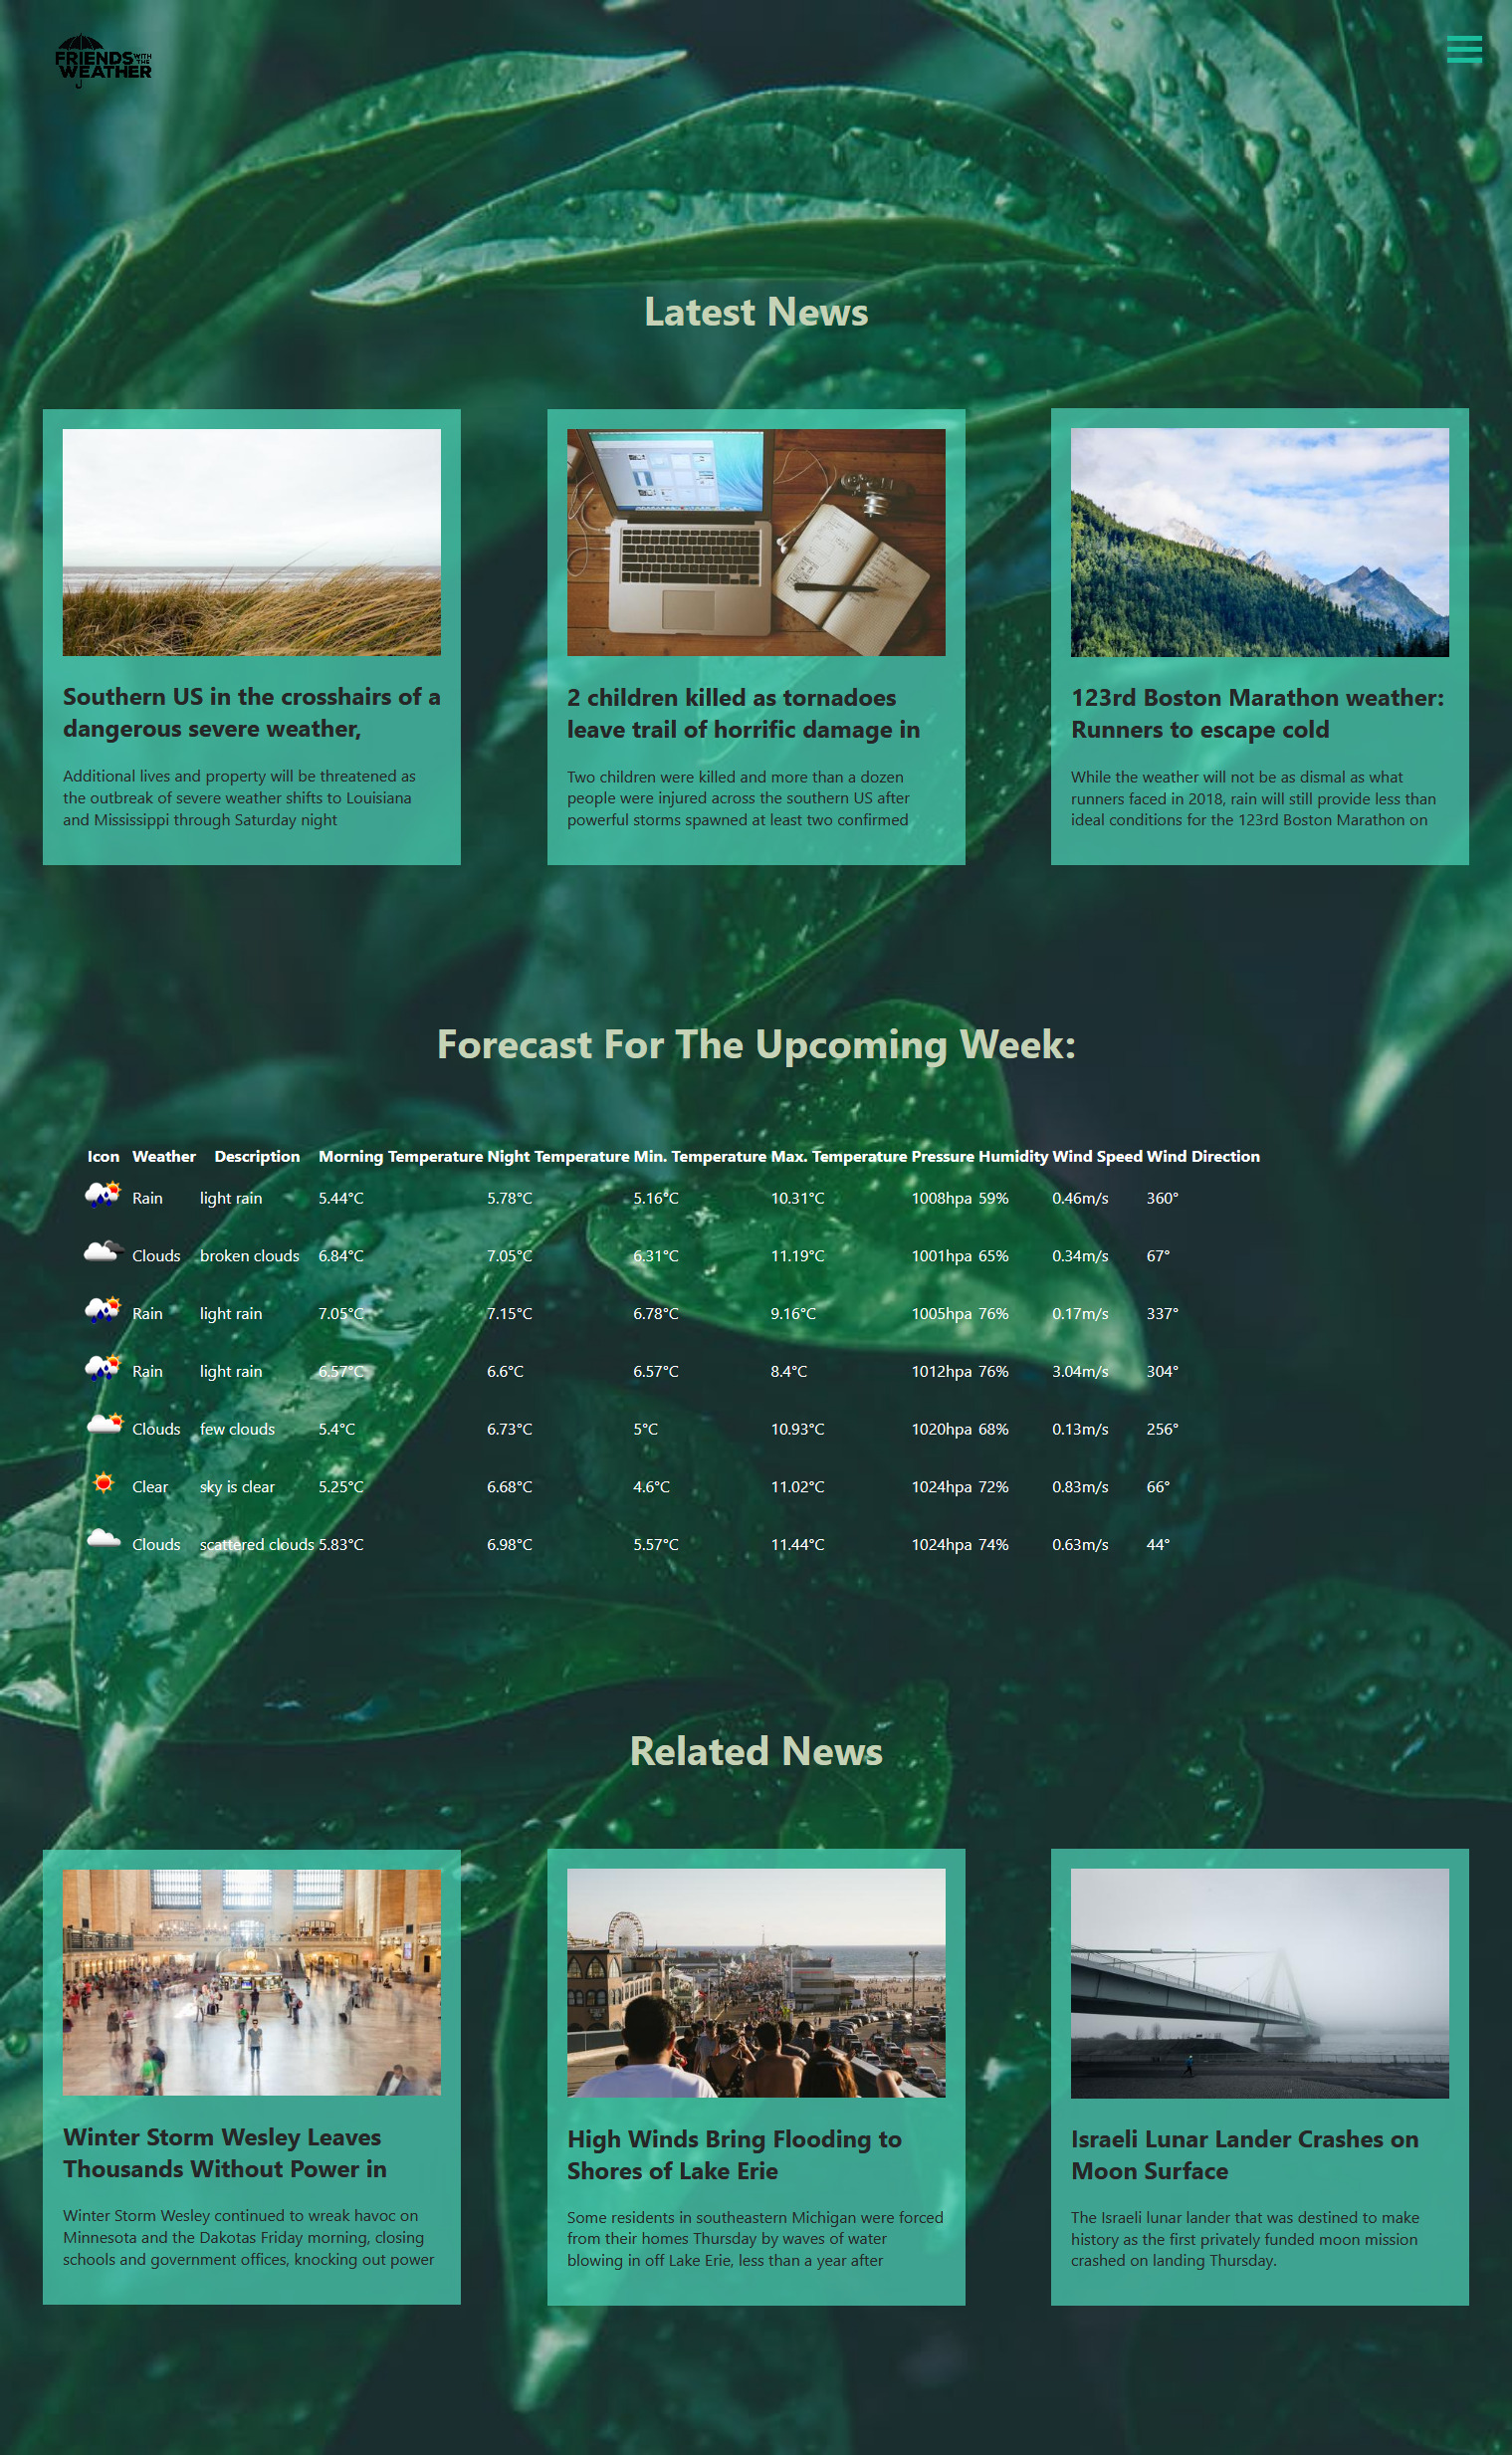 FRIENDS WITH THE
WEATHER
Latest News
Southern US in the crosshairs of a
dangerous severe weather,
Additional lives and property will be threatened as
the outbreak of severe weather shifts to Louisiana
and Mississippi through Saturday night
2 children killed as tornadoes
leave trail of horrific damage in
Two children were killed and more than a dozen
people were injured across the southern US after
powerful storms spawned at least two confirmed
123rd Boston Marathon weather:
Runners to escape cold
While the weather will not be as dismal as what
runners faced in 2018, rain will still provide less than
ideal conditions for the 123rd Boston Marathon on
Forecast For The Upcoming Week:
Icon Weather Description Morning Temperature Night Temperature Min. Temperature Max. Temperature Pressure Humidity Wind Speed Wind Direction
Rain light rain 5.44°C 5.78°C 5.16°C 10.31°C 1008hpa 59% 0.46m/s 360°
Clouds broken clouds 6.84°C 7.05°C 6.31°C 11.19°C 1001hpa 65% 0.34m/s 67°
Rain light rain 7.05°C 7.15°C 6.78°C 9.16°C 1005hpa 76% 0.17m/s 337°
Rain light rain 6.57°C 6.6°C 6.57°C 8.4°C 1012hpa 76% 3.04m/s 304°
Clouds few clouds 5.4°C 6.73°C 5°C 10.93°C 1020hpa 68% 0.13m/s 256°
Clear sky is clear 5.25°C 6.68°C 4.6°C 11.02°C 1024hpa 72% 0.83m/s 66°
Clouds scattered clouds 5.83°C 6.98°C 5.57°C 11.44°C 1024hpa 74% 0.63m/s 44°
Related News
Winter Storm Wesley Leaves
Thousands Without Power in
Winter Storm Wesley continued to wreak havoc on
Minnesota and the Dakotas Friday morning, closing
schools and government offices, knocking out power
High Winds Bring Flooding to
Shores of Lake Erie
Some residents in southeastern Michigan were forced
from their homes Thursday by waves of water
blowing in off Lake Erie, less than a year after
Israeli Lunar Lander Crashes on
Moon Surface
The Israeli lunar lander that was destined to make
history as the first privately funded moon mission
crashed on landing Thursday.